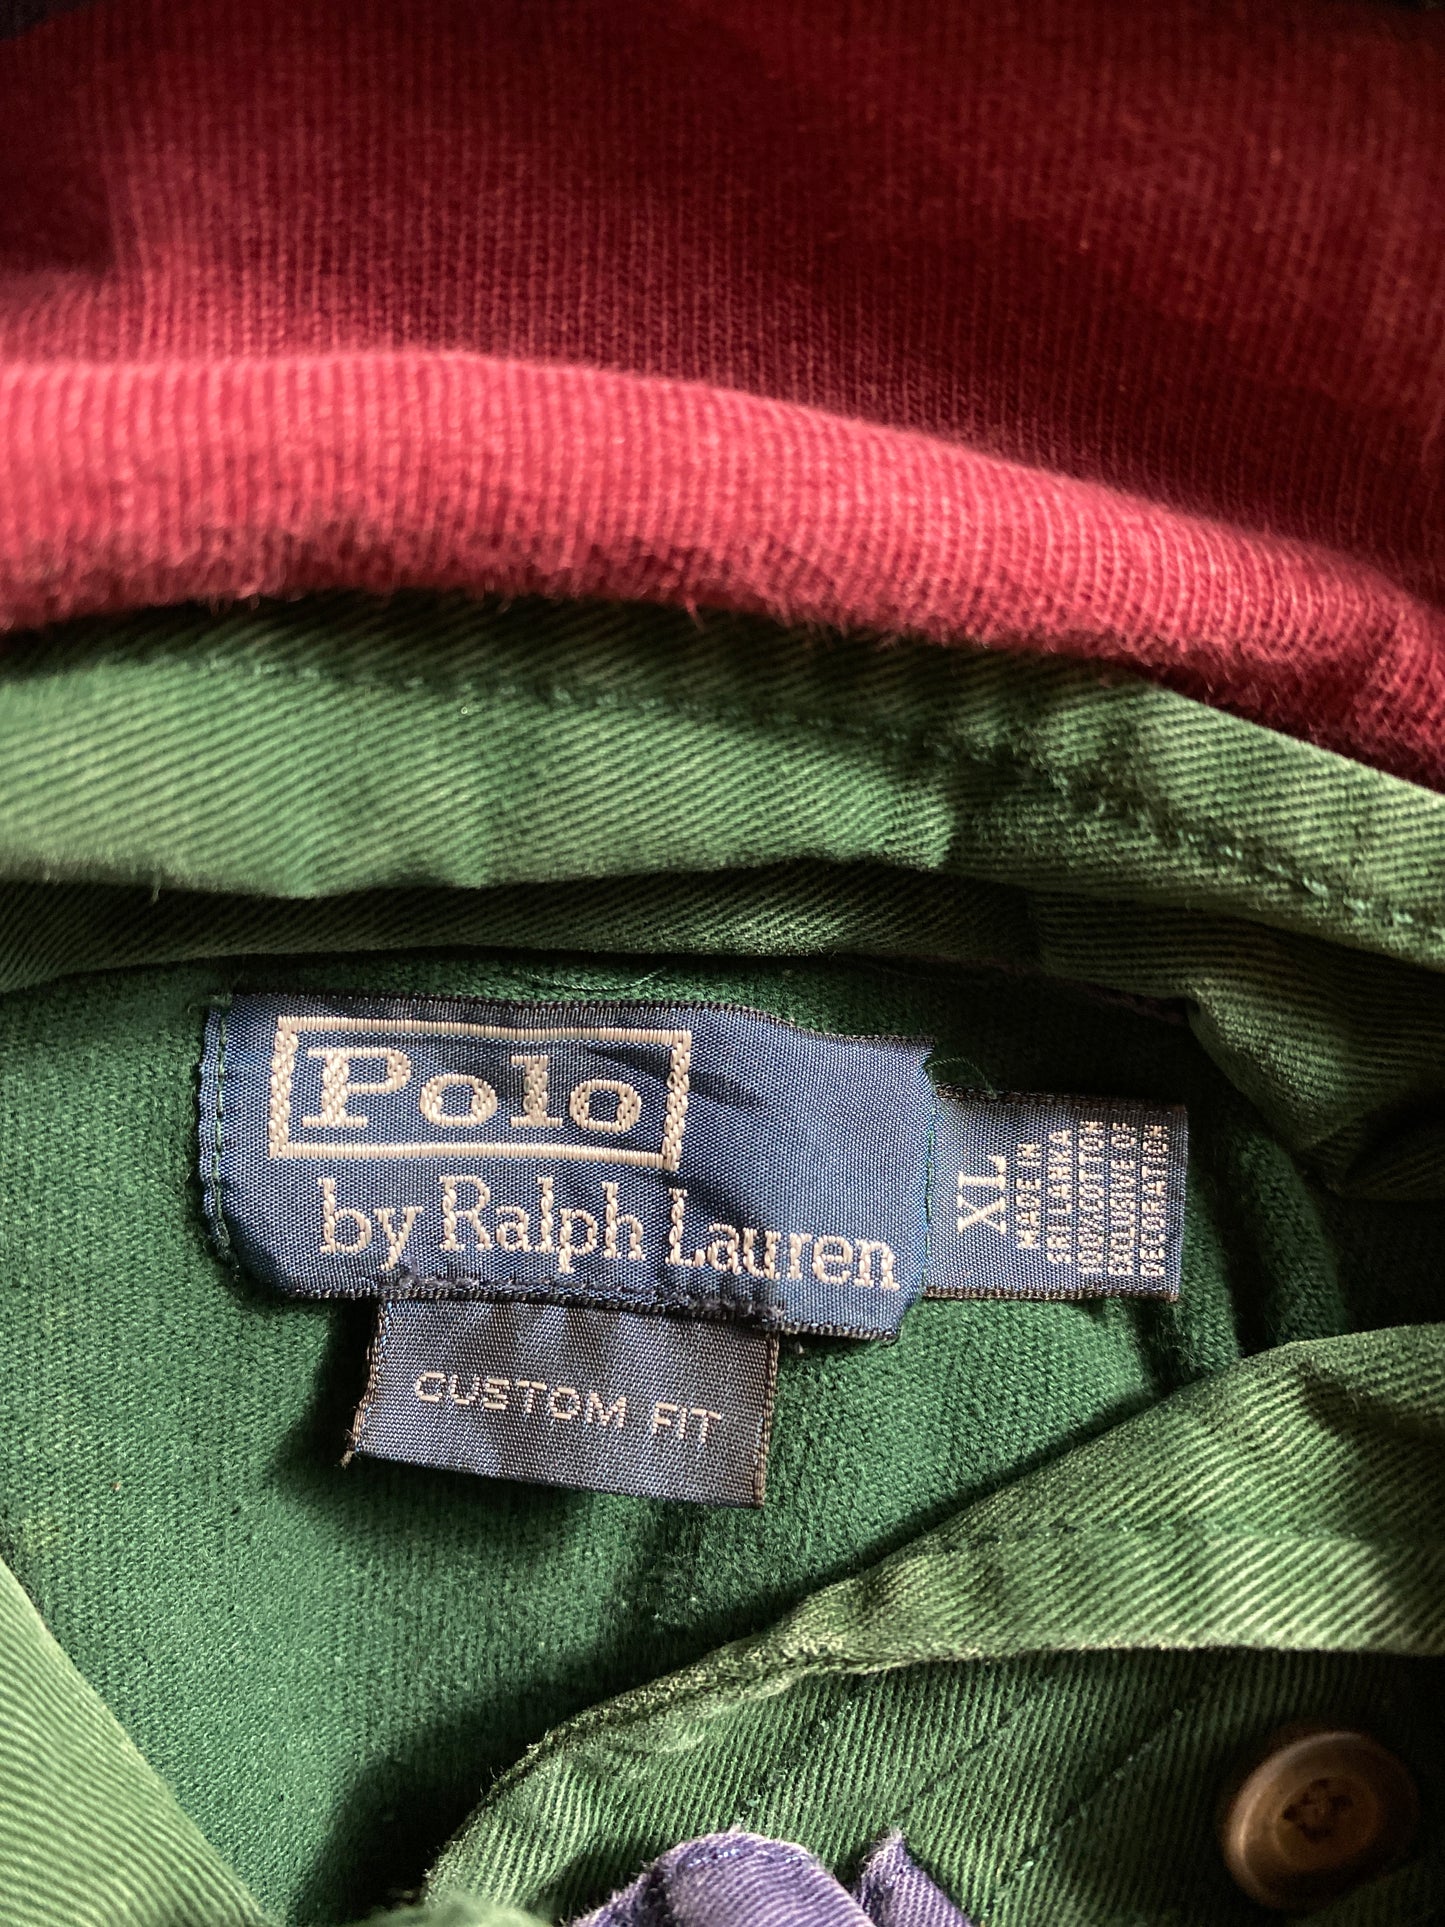 Polo
by Ralph Lauren
XL
MADE IN
SRI LANKA
100% COTTON
EXCLUSIVE OF
DECORATION
CUSTOM FIT